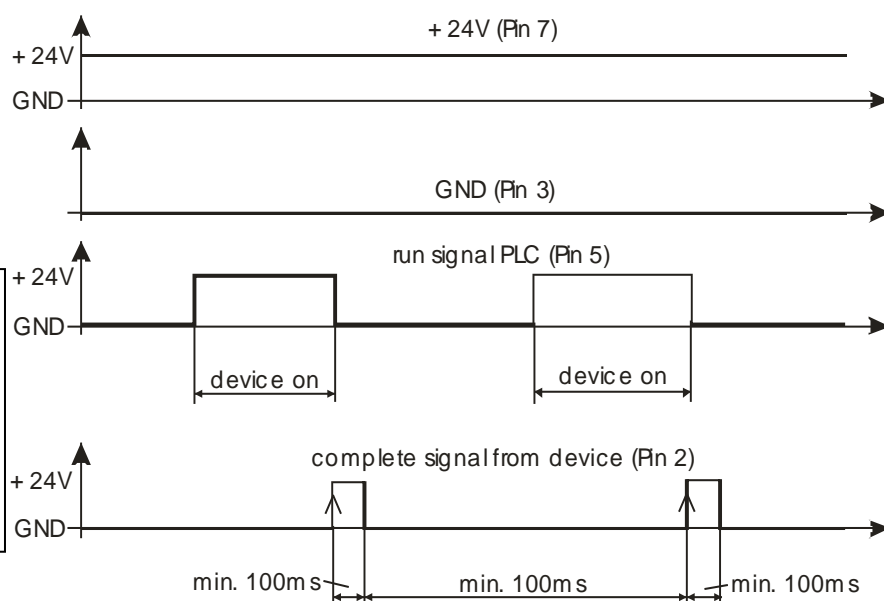 + 24V (Pin 7)
+ 24V
GND
GND (Pin 3)
run signal PLC (Pin 5)
+ 24V
GND
device on
device on
complete signal from device (Pin 2)
+ 24V
GND
min. 100ms
min. 100ms
min. 100ms